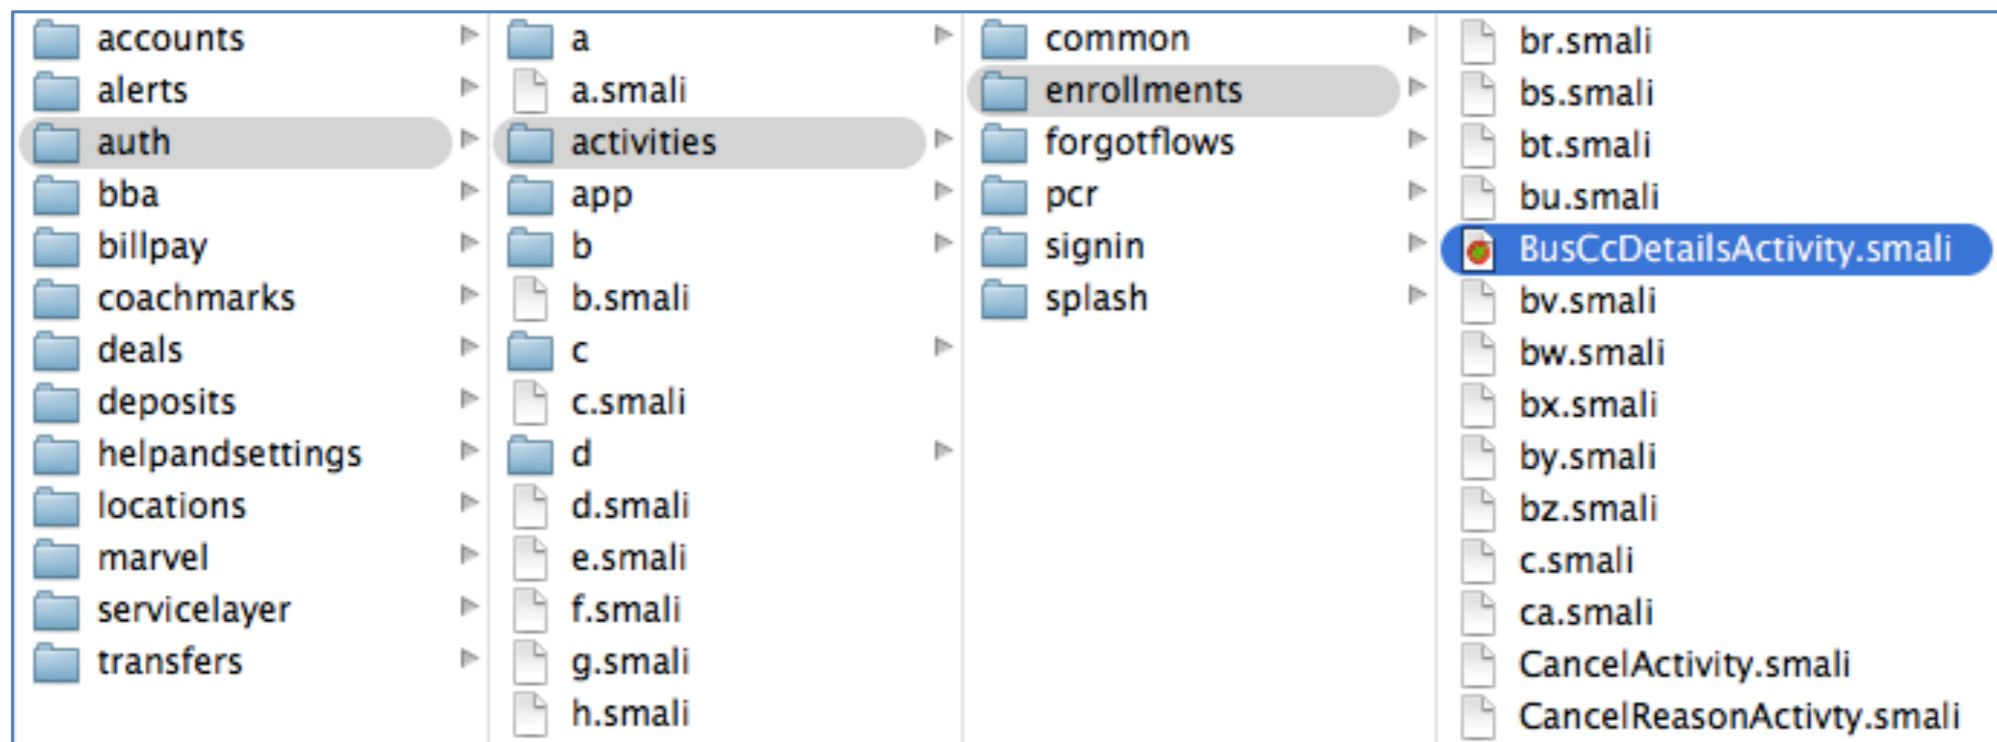 accounts
alerts
auth
bba
billpay
coachmarks
deals
deposits
helpandsettings
locations
marvel
servicelayer
transfers
a
a.smali
activities
app
b
b.smali
c
c.smali
d
d.smali
e.smali
f.smali
g.smali
h.smali
common
enrollments
forgotflows
pcr
signin
splash
br.smali
bs.smali
bt.smali
bu.smali
BusCcDetailsActivity.smali
bv.smali
bw.smali
bx.smali
by.smali
bz.smali
c.smali
ca.smali
CancelActivity.smali
CancelReasonActivty.smali